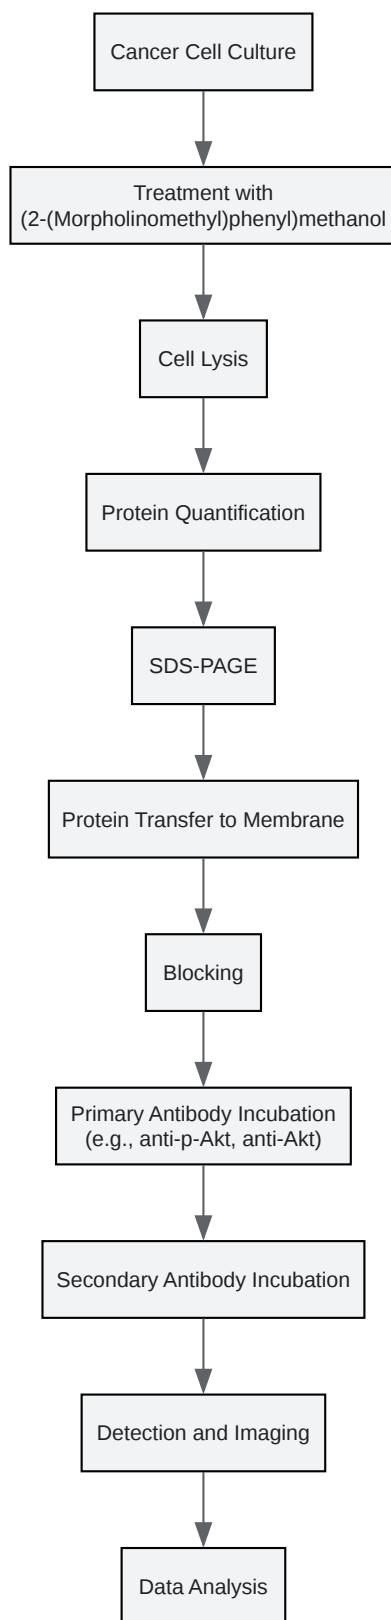 Cancer Cell Culture
Treatment with
(2-(Morpholinomethyl)phenyl)methanol
Cell Lysis
Protein Quantification
SDS-PAGE
Protein Transfer to Membrane
Blocking
Primary Antibody Incubation
(e.g., anti-p-Akt, anti-Akt)
Secondary Antibody Incubation
Detection and Imaging
Data Analysis